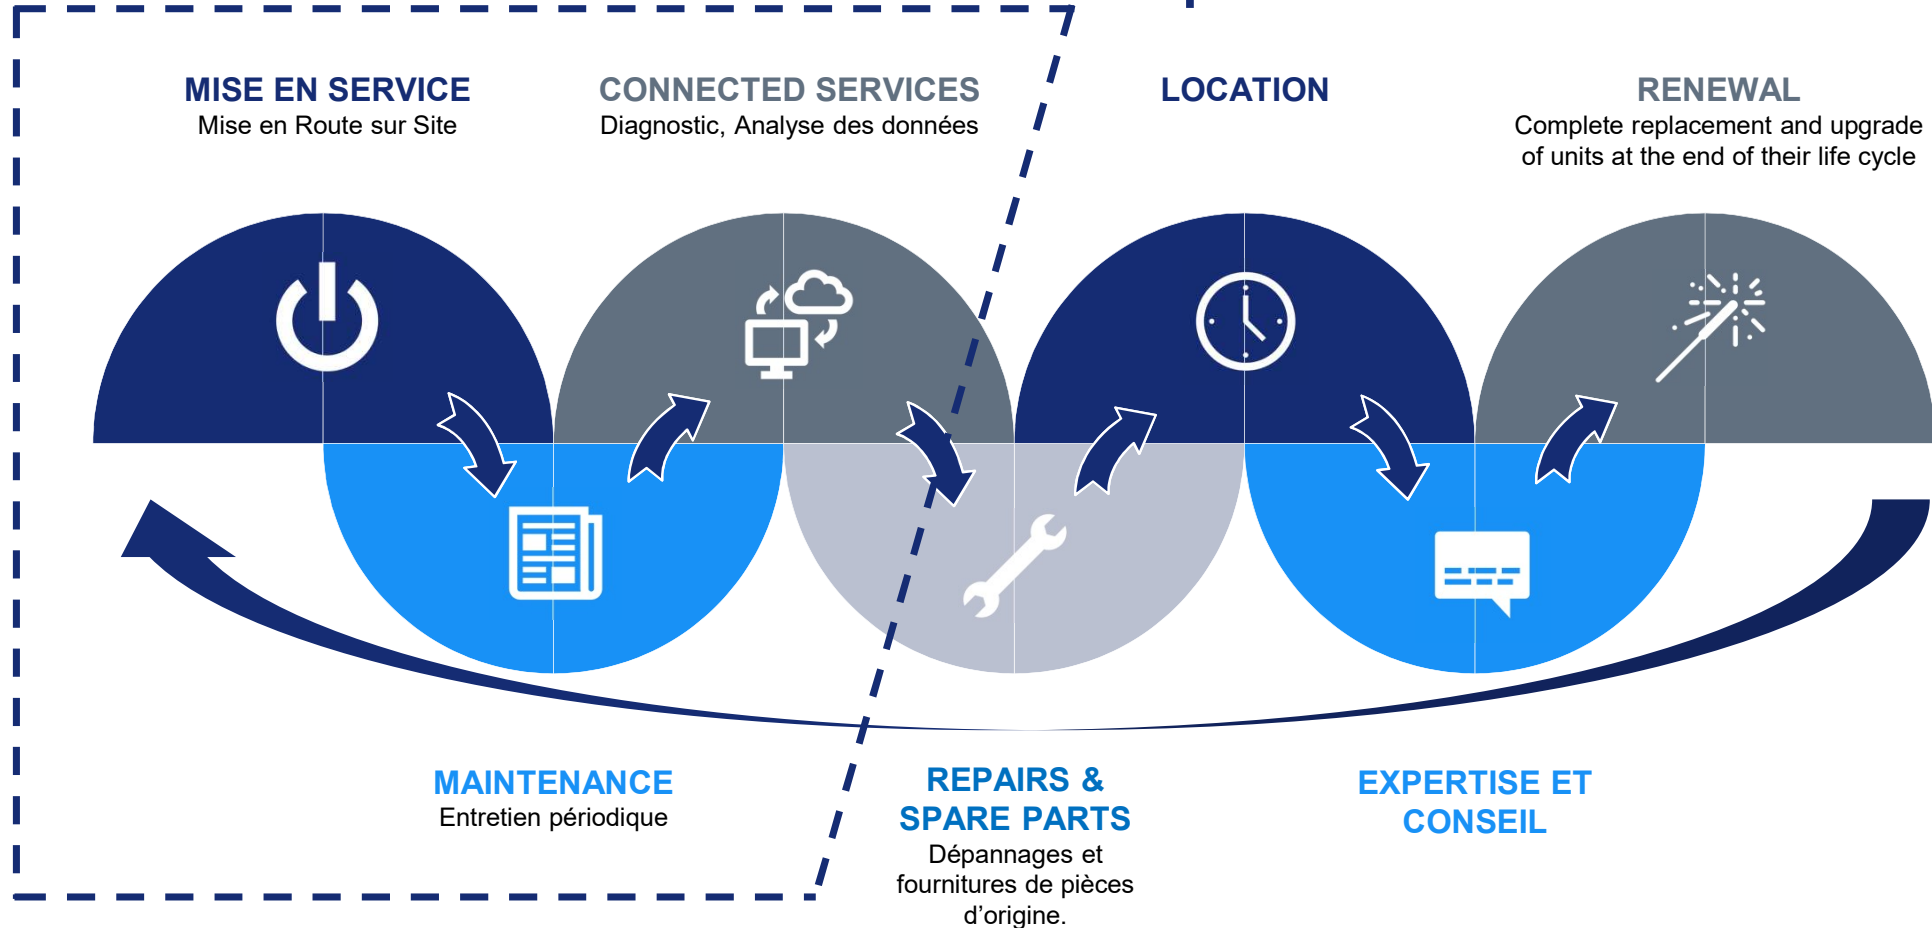 MISE EN SERVICE
Mise en Route sur Site
CONNECTED SERVICES
Diagnostic, Analyse des données
LOCATION
RENEWAL
Complete replacement and upgrade
of units at the end of their life cycle
MAINTENANCE
Entretien périodique
REPAIRS &
SPARE PARTS
Dépannages et
fournitures de pièces
d’origine.
EXPERTISE ET
CONSEIL